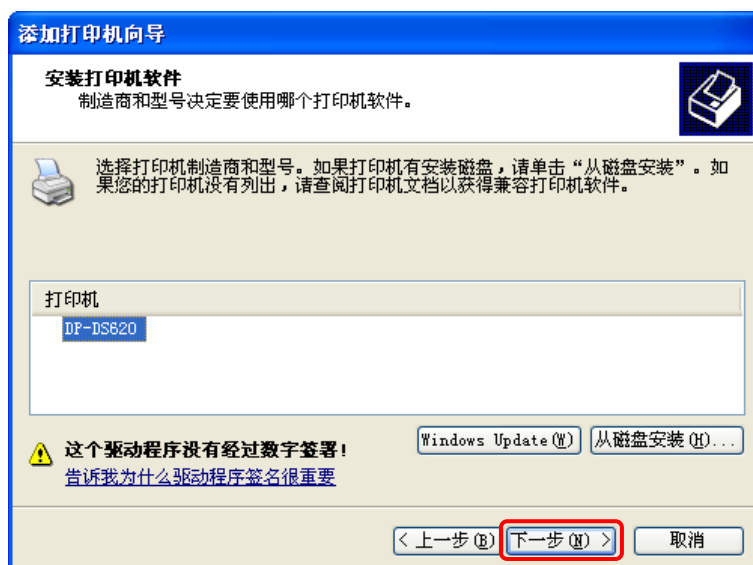 添加打印机向导
安装打印机软件
制造商和型号决定要使用哪个打印机软件。
选择打印机制造商和型号。如果打印机有安装磁盘，请单击“从磁盘安装”。如
果您的打印机没有列出，请查阅打印机文档以获得兼容打印机软件。
打印机
DP-DS620
这个驱动程序没有经过数字签署!
告诉我为什么驱动程序签名很重要
Windows Update(W) 从磁盘安装(H)...
< 上一步(B) 下一步(N) > 取消